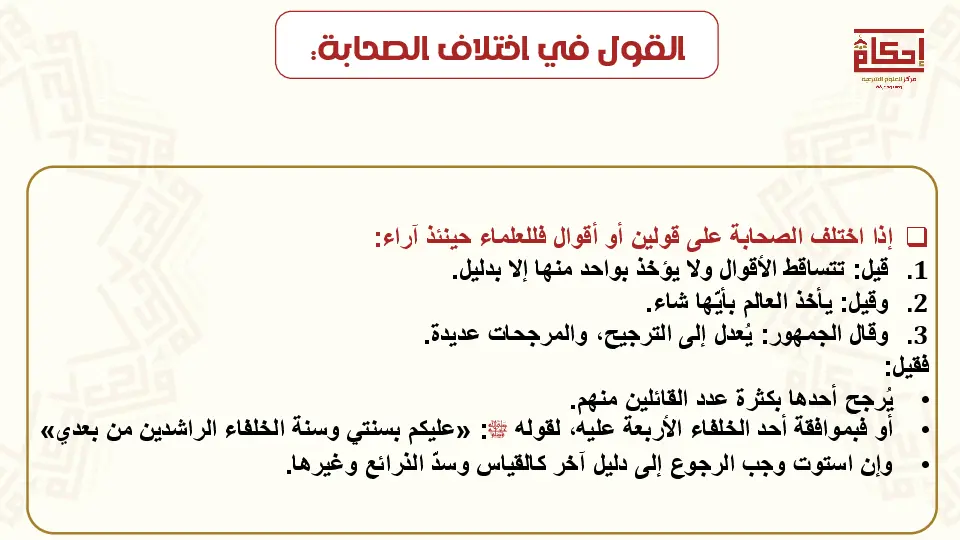 القول في اختلاف الصحابة:
إحكام
مركز للعلوم الشرعية
❑ إذا اختلف الصحابة على قولين أو أقوال فللعلماء حينئذ آراء:
1. قيل: تتساقط الأقوال ولا يؤخذ بواحد منها إلا بدليل.
2. وقيل: يأخذ العالم بأيّها شاء.
3. وقال الجمهور: يُعدل إلى الترجيح، والمرجحات عديدة.
فقيل:
• يُرجح أحدها بكثرة عدد القائلين منهم.
• أو فبموافقة أحد الخلفاء الأربعة عليه، لقوله ﷺ: «عليكم بسنتي وسنة الخلفاء الراشدين من بعدي»
• وإن استوت وجب الرجوع إلى دليل آخر كالقياس وسدّ الذرائع وغيرها.